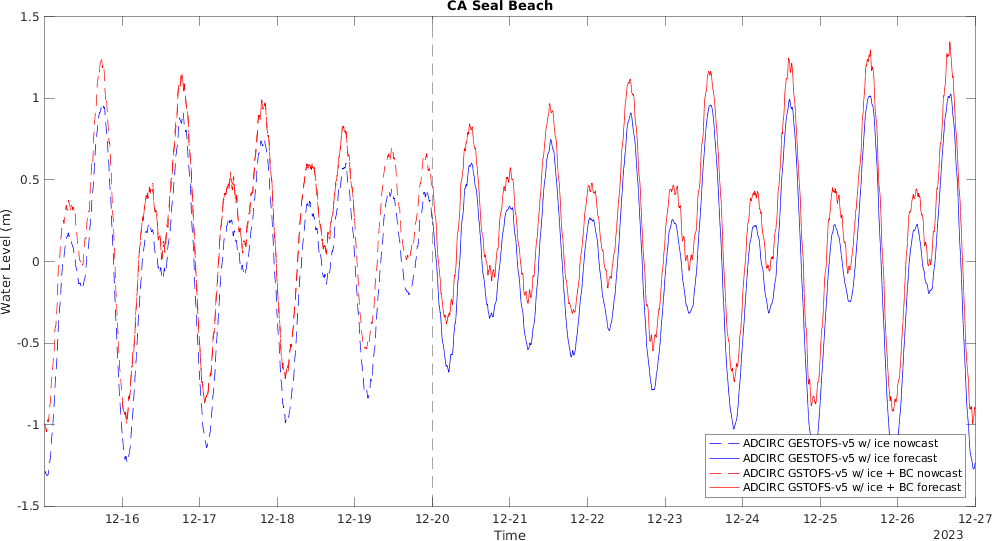 CA Seal Beach
1.5
1
0.5
0
-0.5
-1
-1.5
Water Level (m)
12-16 12-17 12-18 12-19 12-20 12-21 12-22 12-23 12-24 12-25 12-26 12-27
Time
2023
ADCIRC GESTOFS-v5 w/ ice nowcast
ADCIRC GESTOFS-v5 w/ ice forecast
ADCIRC GSTOFS-v5 w/ ice + BC nowcast
ADCIRC GSTOFS-v5 w/ ice + BC forecast